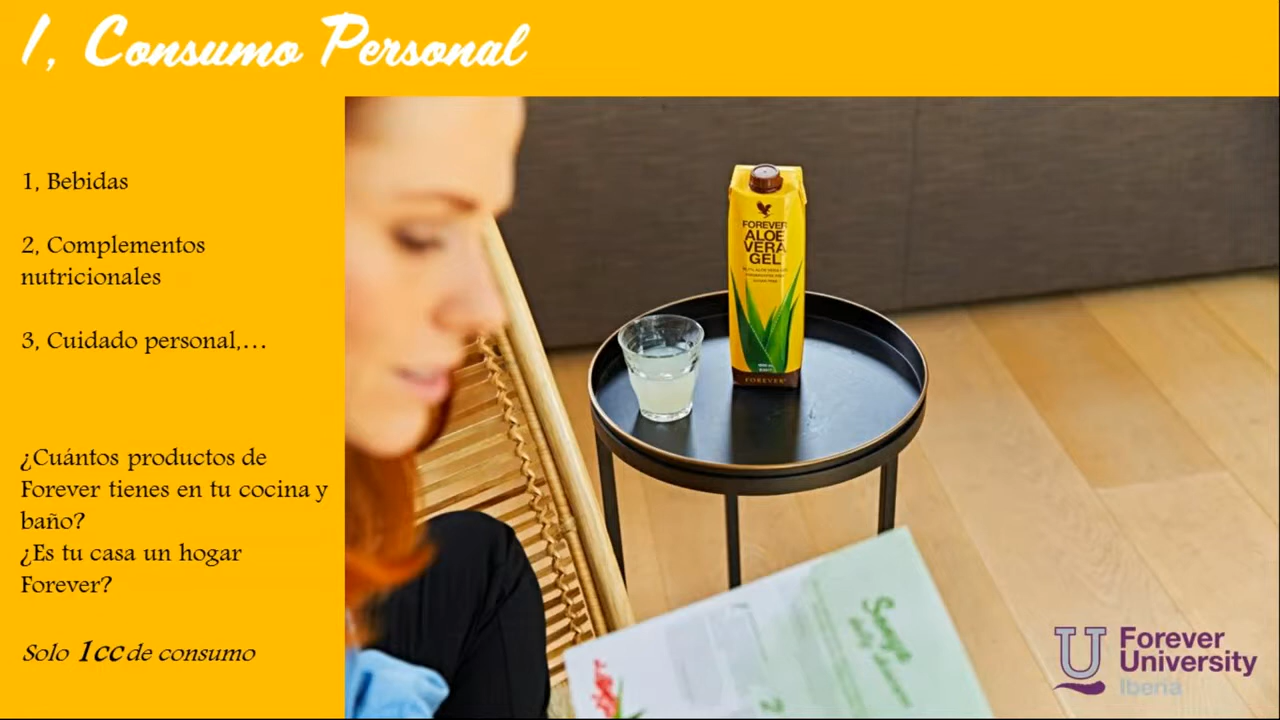 1, Consumo Personal
1, Bebidas
2, Complementos
nutricionales
3, Cuidado personal,...
¿Cuántos productos de
Forever tienes en tu cocina y
baño?
¿Es tu casa un hogar
Forever?
Solo 1cc de consumo
FOREVER
ALOE
VERA
GEL
FOREVER
Sample
U Forever
University
Iberia